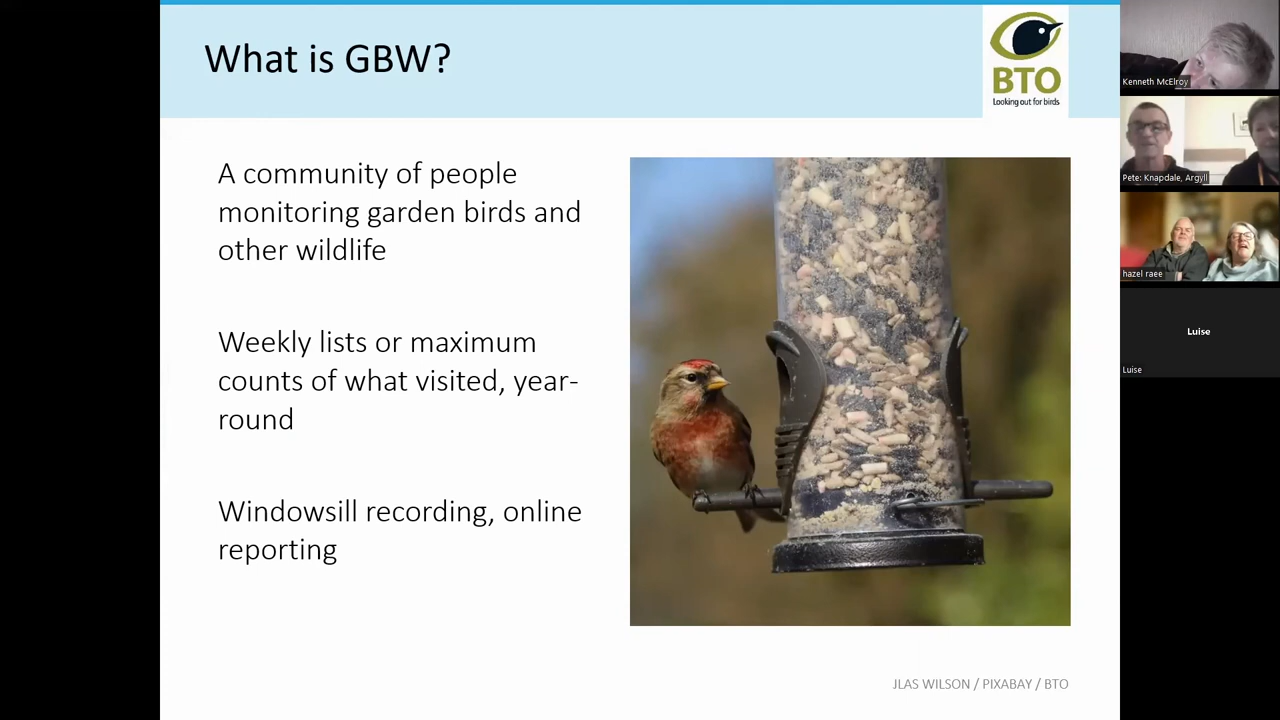 What is GBW?
BTO
Looking out for birds
A community of people
monitoring garden birds and
other wildlife
Weekly lists or maximum
counts of what visited, year-
round
Windowsill recording, online
reporting
JLAS WILSON / PIXABAY / BTO
Kenneth McElroy
Pete: Knapdale, Argyll
hazel raee
Luise
Luise